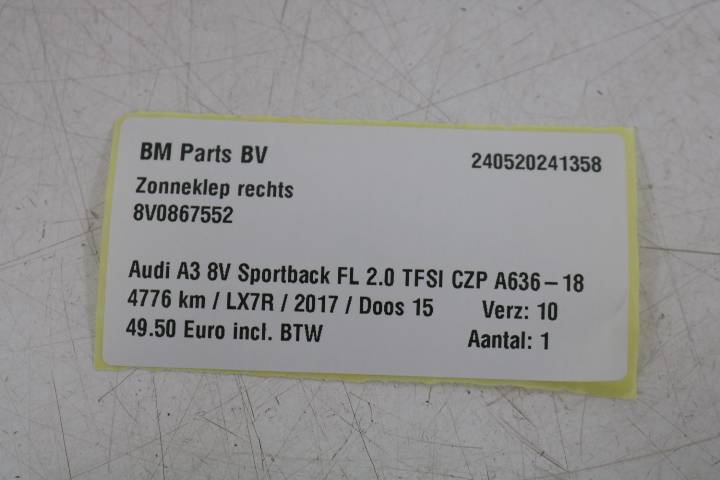 BM Parts BV 240520241358
Zonneklep rechts
8V0867552
Audi A3 8V Sportback FL 2.0 TFSI CZP A636-18
4776 km / LX7R / 2017 / Doos 15 Verz: 10
49.50 Euro incl. BTW Aantal: 1